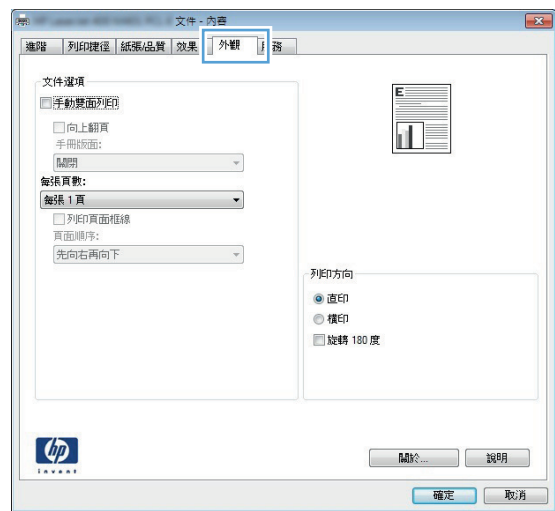 文件 - 內容
進階 列印捷徑 紙張/品質 效果 外觀 服務
文件選項
手動雙面列印
向上翻頁
手冊版面:
關閉
每張頁數:
每張 1 頁
列印頁面框線
頁面順序:
先向右再向下
E
列印方向
直印
橫印
旋轉 180 度
hp
invent
關於... 說明
確定 取消